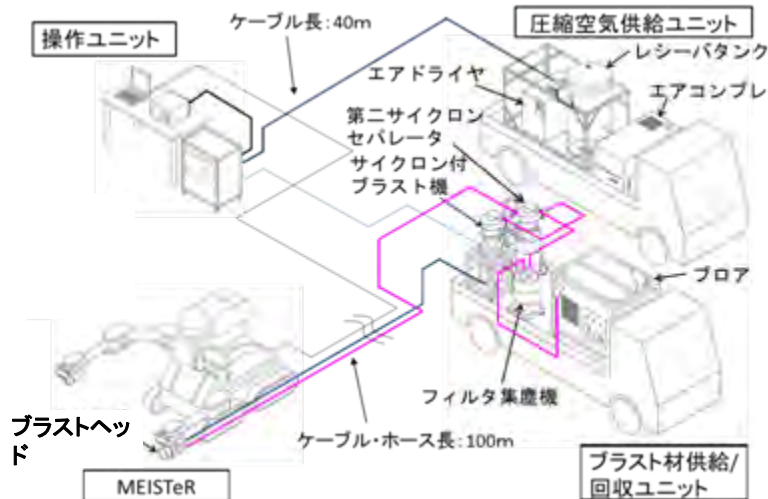 操作ユニット
ケーブル長:40m
圧縮空気供給ユニット
レシーバタンク
エアドライヤ
エアコンプレ
第二サイクロン
セパレータ
サイクロン付
ブラスト機
ブロア
フィルタ集塵機
ブラストヘッ
ド
ケーブル・ホース長:100m
MEISTeR
ブラスト材供給/
回収ユニット